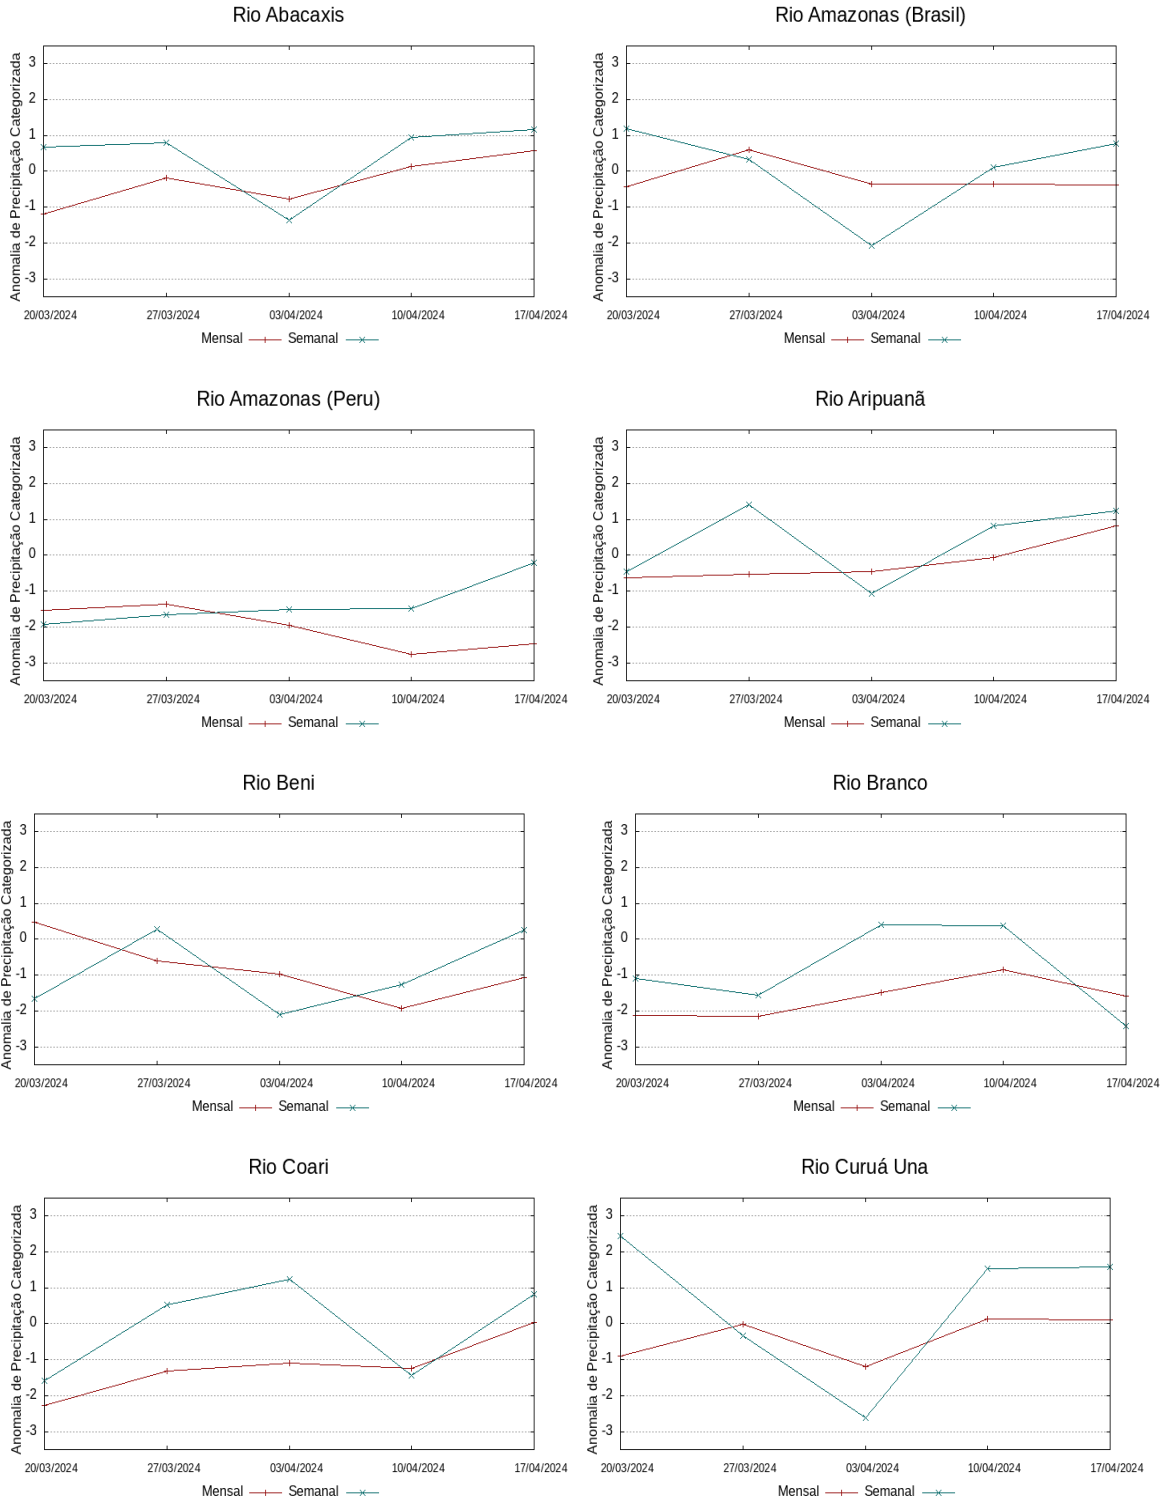 Rio Abacaxis
Anomalia de Precipitação Categorizada
3
2
1
0
-1
-2
-3
20/03/2024 27/03/2024 03/04/2024 10/04/2024 17/04/2024
Mensal Semanal
Rio Amazonas (Brasil)
Anomalia de Precipitação Categorizada
3
2
1
0
-1
-2
-3
20/03/2024 27/03/2024 03/04/2024 10/04/2024 17/04/2024
Mensal Semanal
Rio Amazonas (Peru)
Anomalia de Precipitação Categorizada
3
2
1
0
-1
-2
-3
20/03/2024 27/03/2024 03/04/2024 10/04/2024 17/04/2024
Mensal Semanal
Rio Aripuanã
Anomalia de Precipitação Categorizada
3
2
1
0
-1
-2
-3
20/03/2024 27/03/2024 03/04/2024 10/04/2024 17/04/2024
Mensal Semanal
Rio Beni
Anomalia de Precipitação Categorizada
3
2
1
0
-1
-2
-3
20/03/2024 27/03/2024 03/04/2024 10/04/2024 17/04/2024
Mensal Semanal
Rio Branco
Anomalia de Precipitação Categorizada
3
2
1
0
-1
-2
-3
20/03/2024 27/03/2024 03/04/2024 10/04/2024 17/04/2024
Mensal Semanal
Rio Coari
Anomalia de Precipitação Categorizada
3
2
1
0
-1
-2
-3
20/03/2024 27/03/2024 03/04/2024 10/04/2024 17/04/2024
Mensal Semanal
Rio Curuá Una
Anomalia de Precipitação Categorizada
3
2
1
0
-1
-2
-3
20/03/2024 27/03/2024 03/04/2024 10/04/2024 17/04/2024
Mensal Semanal